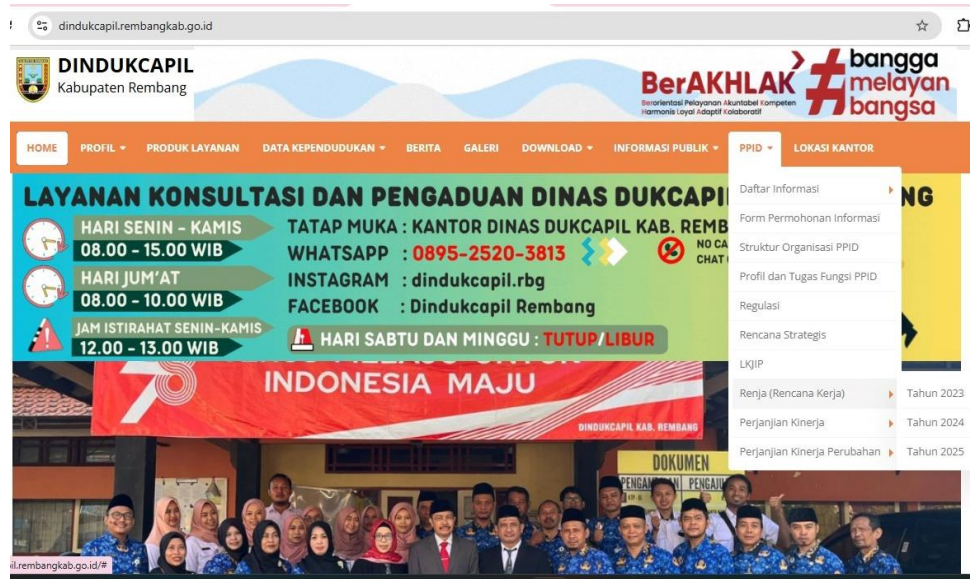 dindukcapil.rembangkab.go.id
DINDUKCAPIL
Kabupaten Rembang
BerAKHLAK
Berorientasi Pelayanan Akuntabel Kompeten
Harmonis Loyal Adaptif Kolaboratif
#bangga
melayani
bangsa
HOME PROFIL PRODUK LAYANAN DATA KEPENDUDUKAN BERITA GALERI DOWNLOAD INFORMASI PUBLIK PPID LOKASI KANTOR
Daftar Informasi
Form Permohonan Informasi
Struktur Organisasi PPID
Profil dan Tugas Fungsi PPID
Regulasi
Rencana Strategis
LKJIP
Renja (Rencana Kerja)
Perjanjian Kinerja
Perjanjian Kinerja Perubahan
Tahun 2023
Tahun 2024
Tahun 2025
LAYANAN KONSULTASI DAN PENGADUAN DINAS DUKCAPI NG
HARI SENIN - KAMIS
08.00 - 15.00 WIB
HARI JUM'AT
08.00 - 10.00 WIB
JAM ISTIRAHAT SENIN-KAMIS
12.00 - 13.00 WIB
TATAP MUKA : KANTOR DINAS DUKCAPIL KAB. REMB
WHATSAPP : 0895-2520-3813
NO CA
CHAT
INSTAGRAM : dindukcapil.rbg
FACEBOOK : Dindukcapil Rembang
HARI SABTU DAN MINGGU : TUTUP/LIBUR
78
INDONESIA MAJU
DINDUKCAPIL KAB. REMBANG
DOKUMEN
il.rembangkab.go.id/#